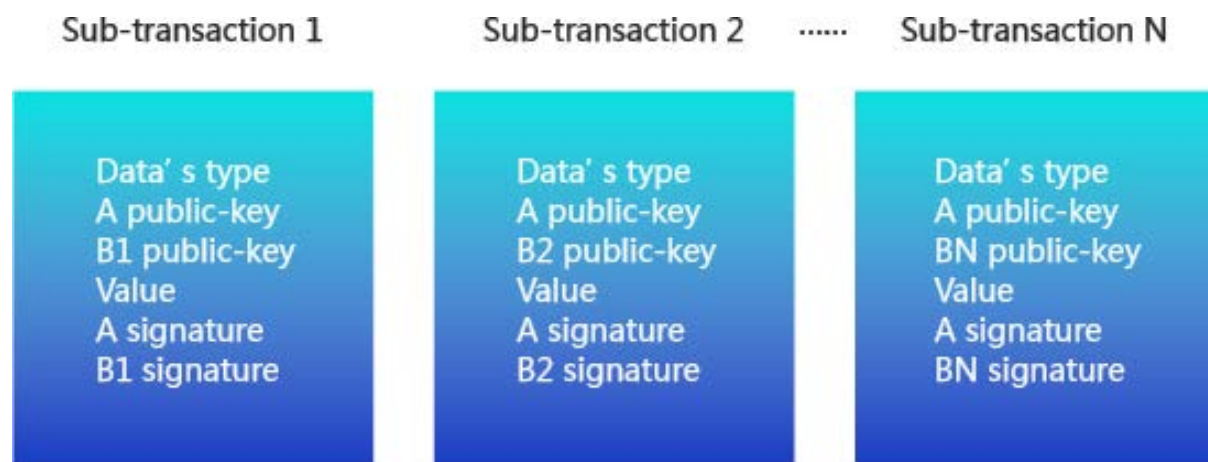 Sub-transaction 1
Sub-transaction 2 ...... Sub-transaction N
Data' s type
A public-key
B1 public-key
Value
A signature
B1 signature
Data' s type
A public-key
B2 public-key
Value
A signature
B2 signature
Data' s type
A public-key
BN public-key
Value
A signature
BN signature